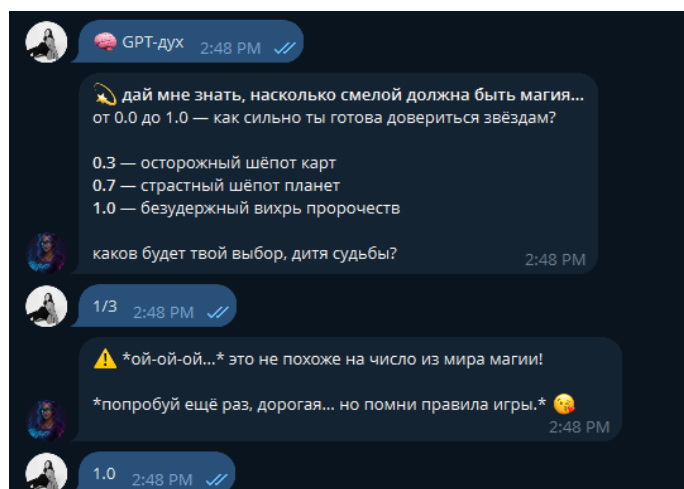 🧠 GPT-дух 2:48 PM
💫 дай мне знать, насколько смелой должна быть магия...
от 0.0 до 1.0 — как сильно ты готова довериться звёздам?
0.3 — осторожный шёпот карт
0.7 — страстный шёпот планет
1.0 — безудержный вихрь пророчеств
каков будет твой выбор, дитя судьбы? 2:48 PM
1/3 2:48 PM
⚠️ *ой-ой-ой...* это не похоже на число из мира магии!
*попробуй ещё раз, дорогая... но помни правила игры.* 😘
2:48 PM
1.0 2:48 PM